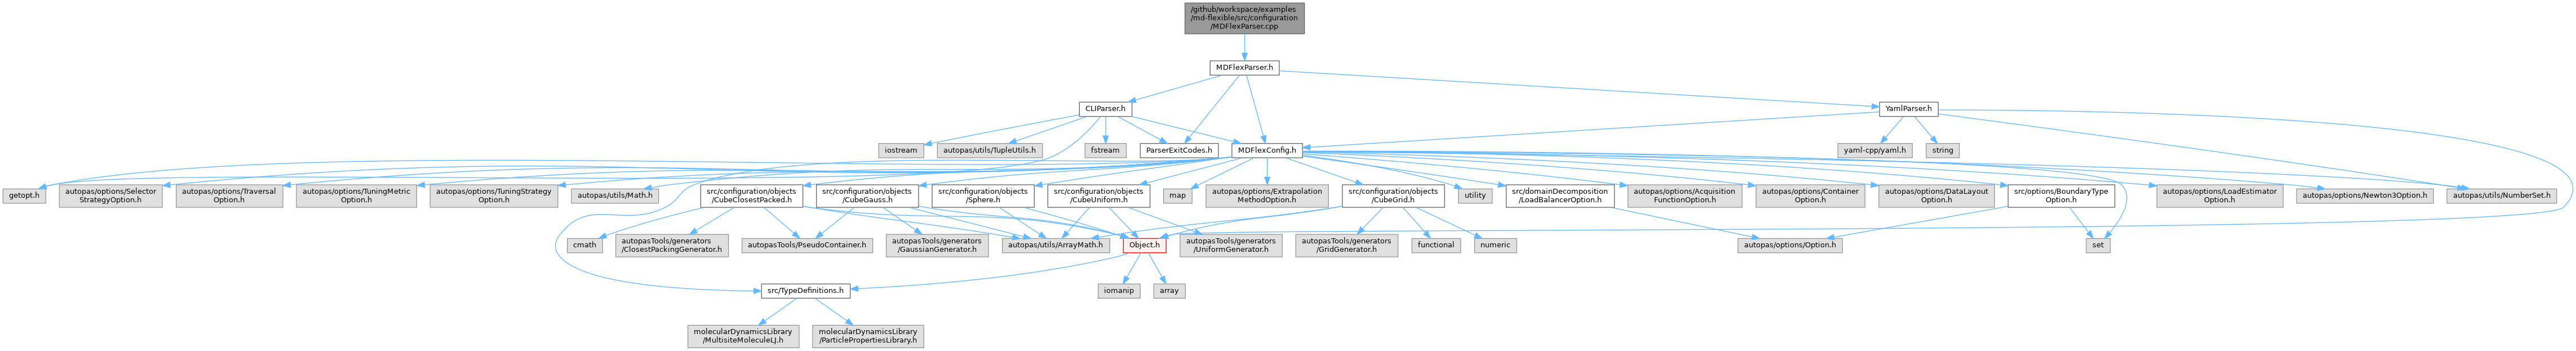 /github/workspace/examples
/md-flexible/src/configuration
/MDFlexParser.cpp
MDFlexParser.h
CLIParser.h
YamlParser.h
iostream
autopas/utils/TupleUtils.h
fstream
ParserExitCodes.h
MDFlexConfig.h
yaml-cpp/yaml.h
string
getopt.h
autopas/options/Selector
StrategyOption.h
autopas/options/Traversal
Option.h
autopas/options/TuningMetric
Option.h
autopas/options/TuningStrategy
Option.h
autopas/utils/Math.h
src/configuration/objects
/CubeClosestPacked.h
src/configuration/objects
/CubeGauss.h
src/configuration/objects
/Sphere.h
src/configuration/objects
/CubeUniform.h
map
autopas/options/Extrapolation
MethodOption.h
src/configuration/objects
/CubeGrid.h
utility
src/domainDecomposition
/LoadBalancerOption.h
autopas/options/Acquisition
FunctionOption.h
autopas/options/Container
Option.h
autopas/options/DataLayout
Option.h
src/options/BoundaryType
Option.h
autopas/options/LoadEstimator
Option.h
autopas/options/Newton3Option.h
autopas/utils/NumberSet.h
cmath
autopasTools/generators
/ClosestPackingGenerator.h
autopasTools/PseudoContainer.h
autopasTools/generators
/GaussianGenerator.h
autopas/utils/ArrayMath.h
Object.h
autopasTools/generators
/UniformGenerator.h
autopasTools/generators
/GridGenerator.h
functional
numeric
autopas/options/Option.h
set
src/TypeDefinitions.h
iomanip
array
molecularDynamicsLibrary
/MultisiteMoleculeLJ.h
molecularDynamicsLibrary
/ParticlePropertiesLibrary.h